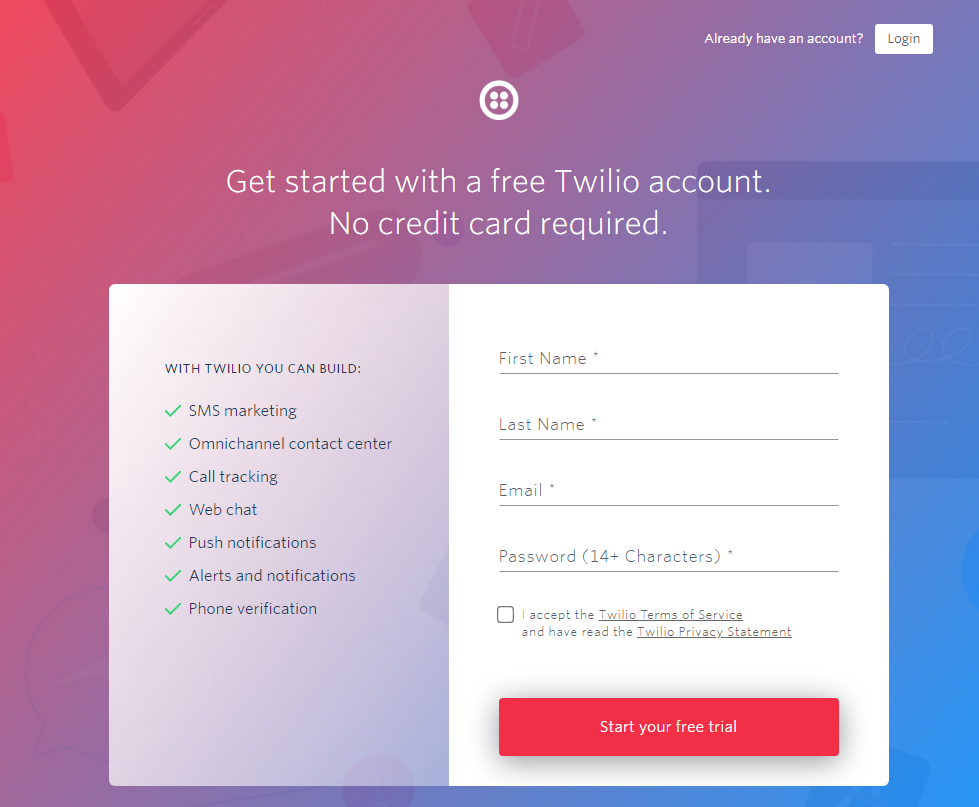 Already have an account? Login
Get started with a free Twilio account.
No credit card required.
WITH TWILIO YOU CAN BUILD:
SMS marketing
Omnichannel contact center
Call tracking
Web chat
Push notifications
Alerts and notifications
Phone verification
First Name *
Last Name *
Email *
Password (14+ Characters) *
I accept the Twilio Terms of Service
and have read the Twilio Privacy Statement
Start your free trial